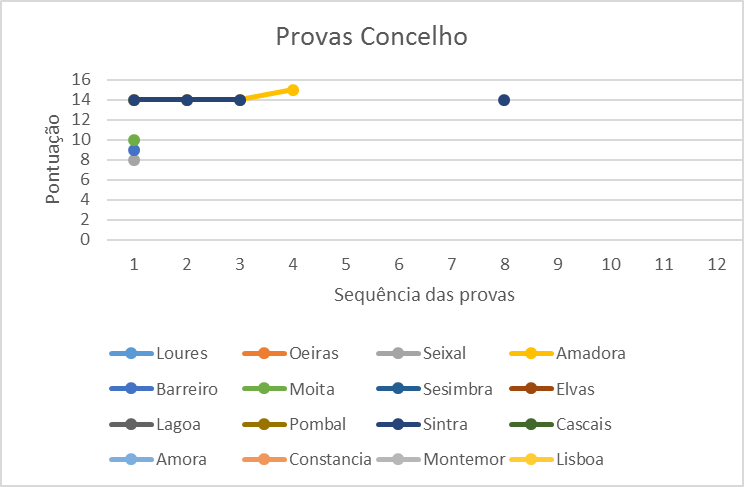 Provas Concelho
16
14
12
10
8
6
4
2
0
Pontuação
1 2 3 4 5 6 7 8 9 10 11 12
Sequência das provas
Loures Oeiras Seixal Amadora
Barreiro Moita Sesimbra Elvas
Lagoa Pombal Sintra Cascais
Amora Constancia Montemor Lisboa